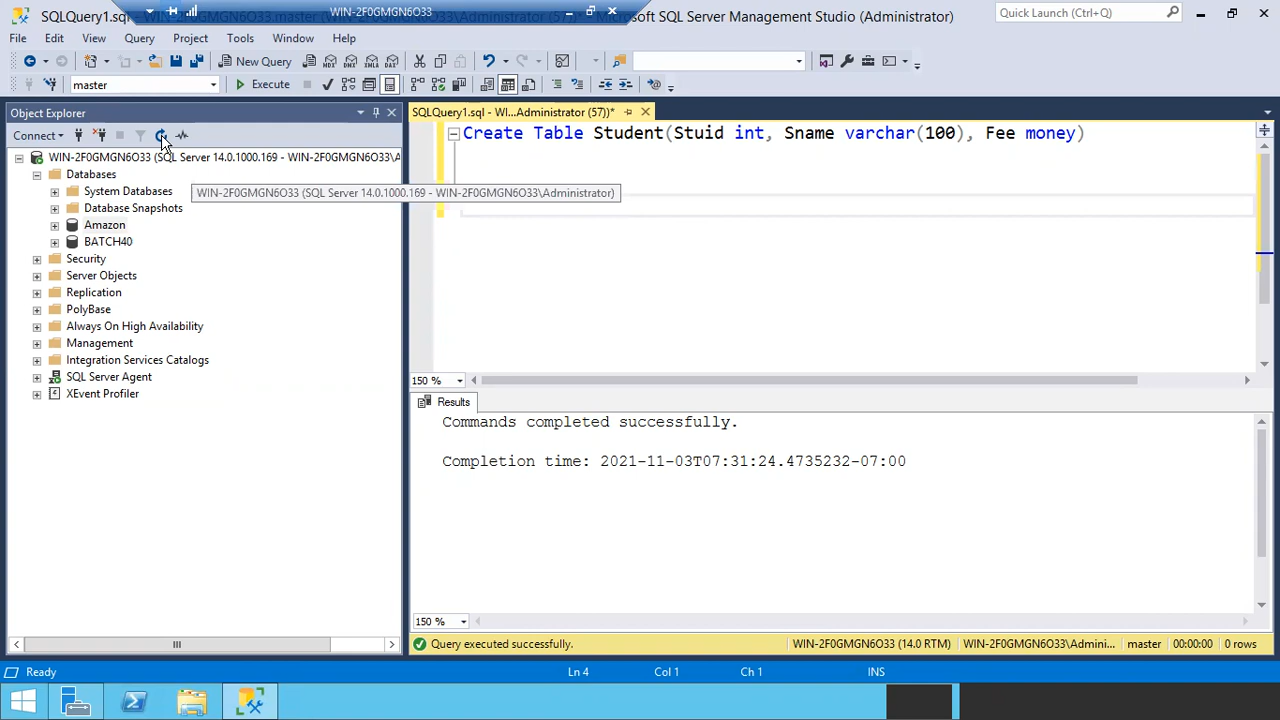 SQLQuery1.sql - WIN-2F0GMGN6O33.master (WIN-2F0GMGN6O33\Administrator (57))* - Microsoft SQL Server Management Studio (Administrator)
WIN-2F0GMGN6O33
Quick Launch (Ctrl+Q)
File Edit View Query Project Tools Window Help
New Query
master
Execute
Object Explorer
SQLQuery1.sql - WI...Administrator (57))*
Connect
Create Table Student(Stuid int, Sname varchar(100), Fee money)
WIN-2F0GMGN6O33 (SQL Server 14.0.1000.169 - WIN-2F0GMGN6O33\A
Databases
System Databases
WIN-2F0GMGN6O33 (SQL Server 14.0.1000.169 - WIN-2F0GMGN6O33\Administrator)
Database Snapshots
Amazon
BATCH40
Security
Server Objects
Replication
PolyBase
Always On High Availability
Management
Integration Services Catalogs
SQL Server Agent
XEvent Profiler
150 %
Results
Commands completed successfully.
Completion time: 2021-11-03T07:31:24.4735232-07:00
150 %
Query executed successfully.
WIN-2F0GMGN6O33 (14.0 RTM)
WIN-2F0GMGN6O33\Admini...
master
00:00:00
0 rows
Ready
Ln 4
Col 1
Ch 1
INS